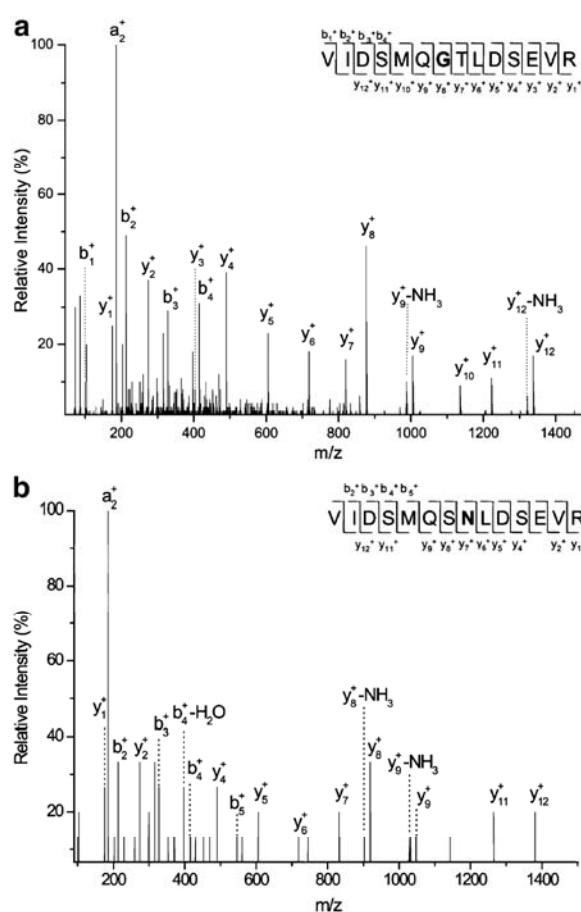 a
Relative Intensity (%)
100
80
60
40
20
200 400 600 800 1000 1200 1400
m/z
a₂⁺
b₁⁺
y₁⁺
b₂⁺
y₂⁺
b₃⁺
y₃⁺
b₄⁺
y₄⁺
y₅⁺
y₆⁺
y₇⁺
y₈⁺
y₉⁺-NH₃
y₉⁺
y₁₀⁺
y₁₁⁺
y₁₂⁺-NH₃
y₁₂⁺
b₁⁺ b₂⁺ b₃⁺ b₄⁺
VIDSMQGTLDSEVR
y₁₂⁺ y₁₁⁺ y₁₀⁺ y₉⁺ y₈⁺ y₇⁺ y₆⁺ y₅⁺ y₄⁺ y₃⁺ y₂⁺ y₁⁺
b
Relative Intensity (%)
100
80
60
40
20
200 400 600 800 1000 1200 1400
m/z
a₂⁺
y₁⁺
b₂⁺
y₂⁺
b₃⁺
b₄⁺-H₂O
b₄⁺
y₄⁺
b₅⁺
y₅⁺
y₆⁺
y₇⁺
y₈⁺-NH₃
y₈⁺
y₉⁺-NH₃
y₉⁺
y₁₁⁺
y₁₂⁺
b₂⁺ b₃⁺ b₄⁺ b₅⁺
VIDSMQSNLDSEVR
y₁₂⁺ y₁₁⁺ y₉⁺ y₈⁺ y₇⁺ y₆⁺ y₅⁺ y₄⁺ y₂⁺ y₁